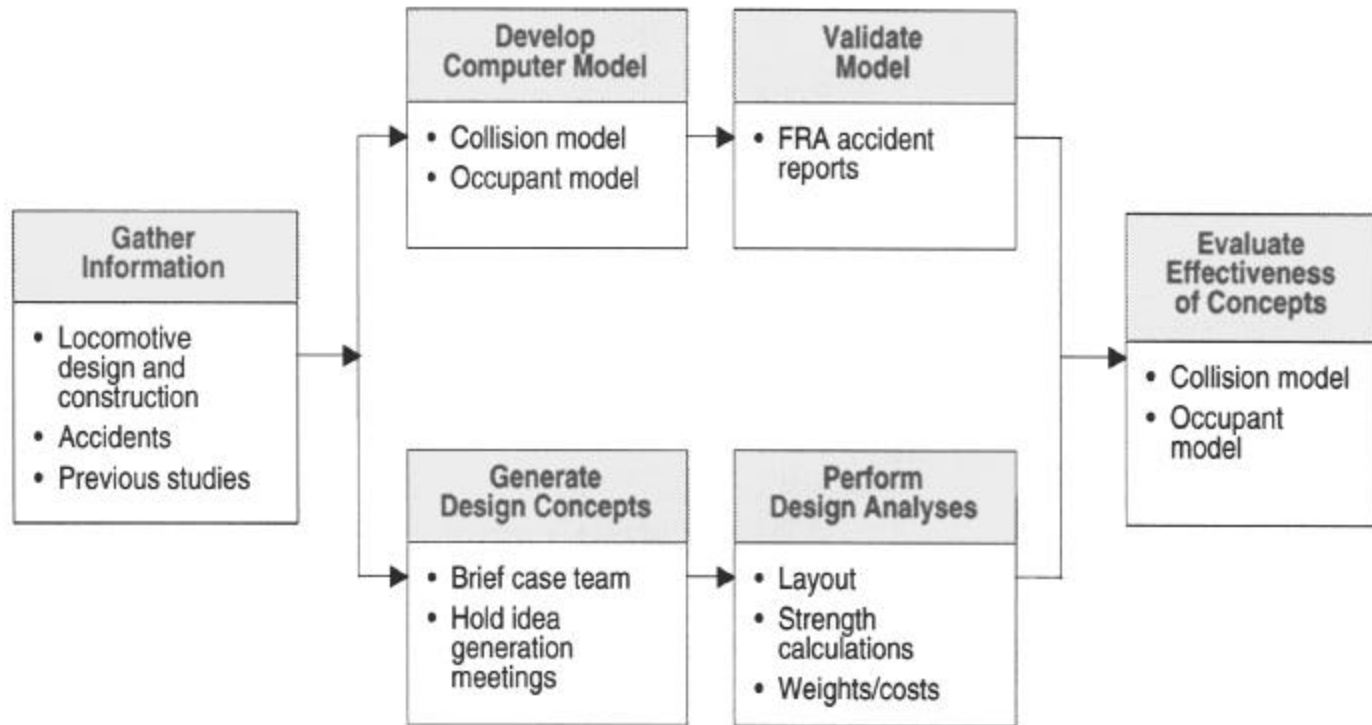 Gather
Information
• Locomotive
design and
construction
• Accidents
• Previous studies
Develop
Computer Model
• Collision model
• Occupant model
Validate
Model
• FRA accident
reports
Generate
Design Concepts
• Brief case team
• Hold idea
generation
meetings
Perform
Design Analyses
• Layout
• Strength
calculations
• Weights/costs
Evaluate
Effectiveness
of Concepts
• Collision model
• Occupant
model